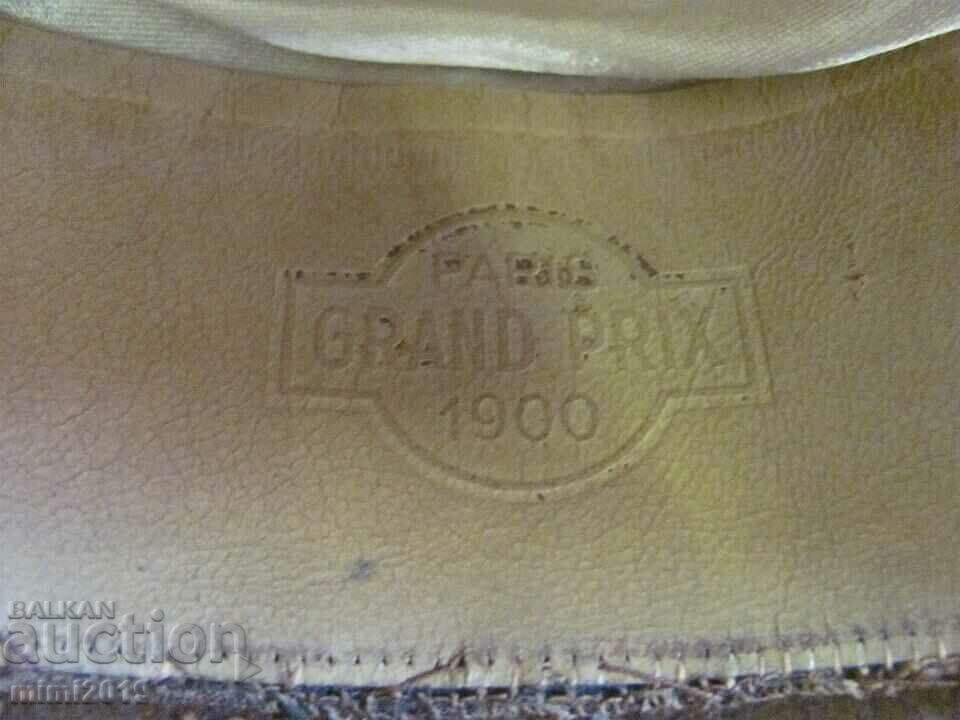 PARIS
GRAND PRIX
1900
BALKAN
auction
mimi2019